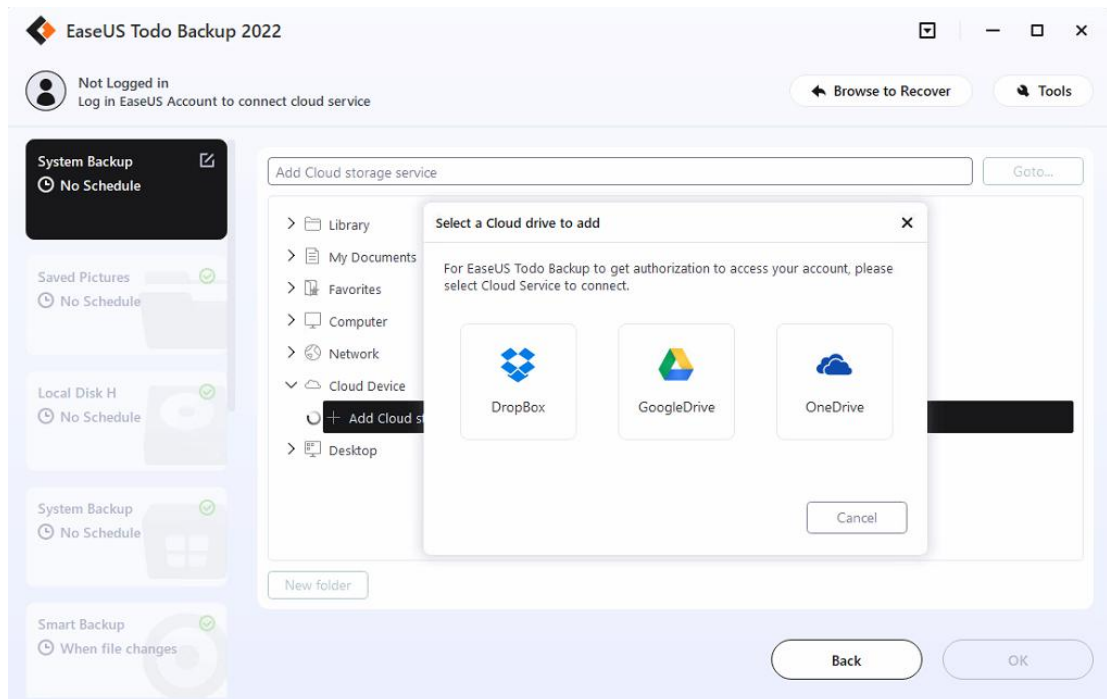 EaseUS Todo Backup 2022
Not Logged in
Log in EaseUS Account to connect cloud service
Browse to Recover
Tools
System Backup
No Schedule
Saved Pictures
No Schedule
Local Disk H
No Schedule
System Backup
No Schedule
Smart Backup
When file changes
Add Cloud storage service
Goto...
Library
My Documents
Favorites
Computer
Network
Cloud Device
Add Cloud
Desktop
Select a Cloud drive to add
For EaseUS Todo Backup to get authorization to access your account, please
select Cloud Service to connect.
DropBox
GoogleDrive
OneDrive
Cancel
New folder
Back
OK